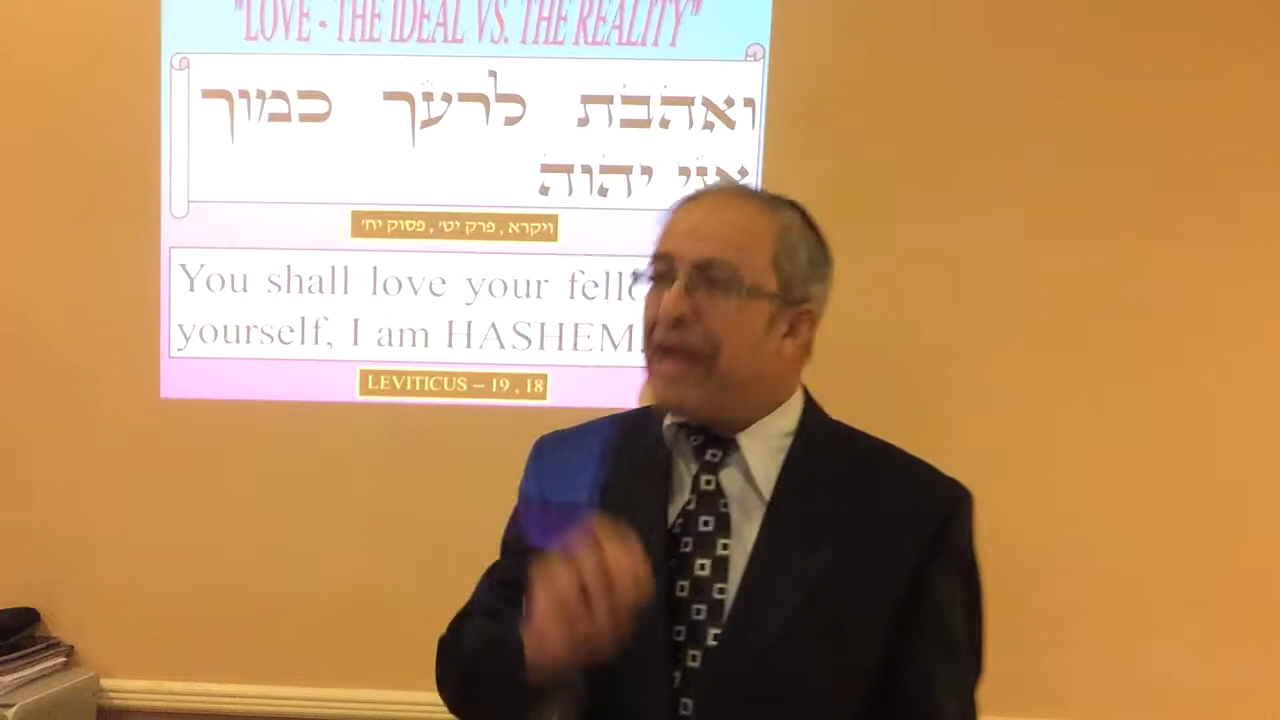 "LOVE - THE IDEAL VS. THE REALITY"
ואהבת לרעך כמוך
אני יהוה
ויקרא , פרק יט׳ , פסוק יח׳
You shall love your
yourself, I am HASHEM
LEVITICUS – 19 , 18